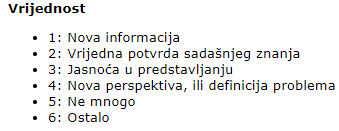 Vrijednost
• 1: Nova informacija
• 2: Vrijedna potvrda sadašnjeg znanja
• 3: Jasnoća u predstavljanju
• 4: Nova perspektiva, ili definicija problema
• 5: Ne mnogo
• 6: Ostalo